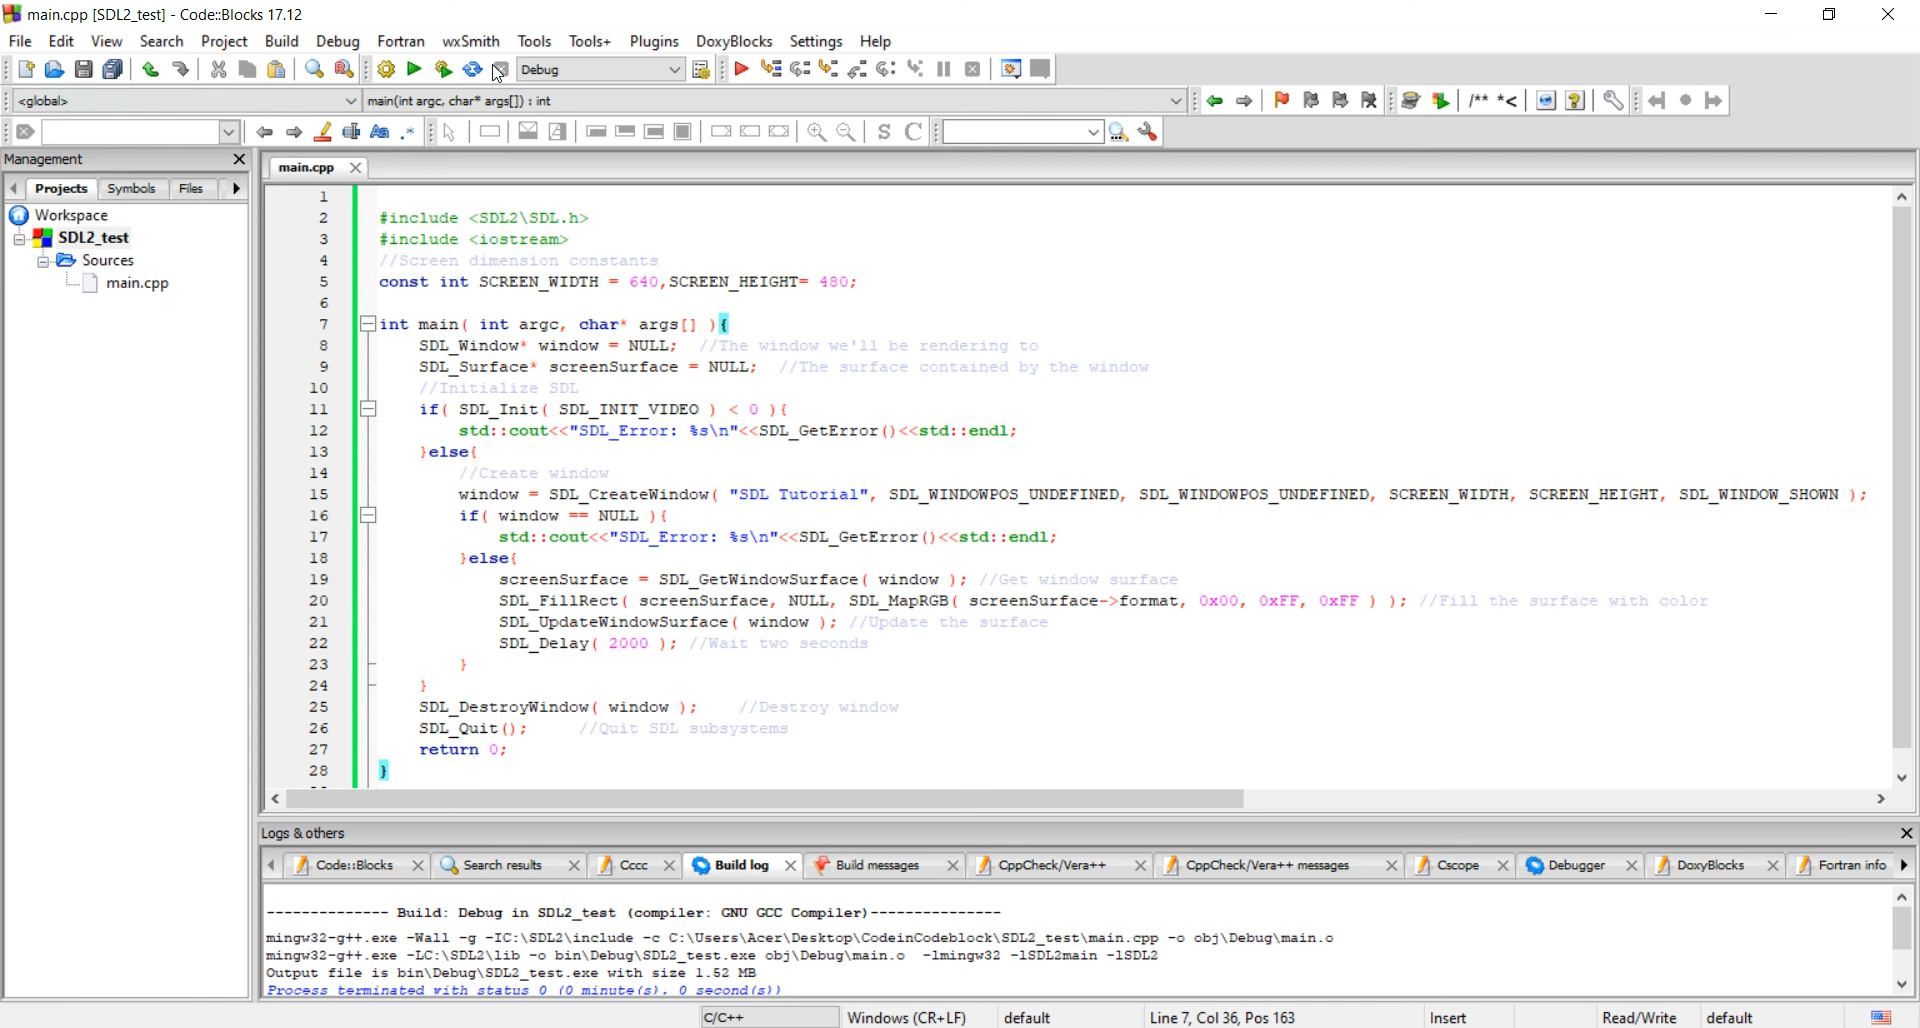 main.cpp [SDL2_test] - Code::Blocks 17.12
File Edit View Search Project Build Debug Fortran wxSmith Tools Tools+ Plugins DoxyBlocks Settings Help
Debug
<global> main(int argc, char* args[]) : int /** *<
Aa .* S C
Management
Projects Symbols Files
Workspace
SDL2_test
Sources
main.cpp
main.cpp
1
2 #include <SDL2\SDL.h>
3 #include <iostream>
4 //Screen dimension constants
5 const int SCREEN_WIDTH = 640,SCREEN_HEIGHT= 480;
6
7 int main( int argc, char* args[] ){
8 SDL_Window* window = NULL; //The window we'll be rendering to
9 SDL_Surface* screenSurface = NULL; //The surface contained by the window
10 //Initialize SDL
11 if( SDL_Init( SDL_INIT_VIDEO ) < 0 ){
12 std::cout<<"SDL_Error: %s\n"<<SDL_GetError()<<std::endl;
13 }else{
14 //Create window
15 window = SDL_CreateWindow( "SDL Tutorial", SDL_WINDOWPOS_UNDEFINED, SDL_WINDOWPOS_UNDEFINED, SCREEN_WIDTH, SCREEN_HEIGHT, SDL_WINDOW_SHOWN );
16 if( window == NULL ){
17 std::cout<<"SDL_Error: %s\n"<<SDL_GetError()<<std::endl;
18 }else{
19 screenSurface = SDL_GetWindowSurface( window ); //Get window surface
20 SDL_FillRect( screenSurface, NULL, SDL_MapRGB( screenSurface->format, 0x00, 0xFF, 0xFF ) ); //Fill the surface with color
21 SDL_UpdateWindowSurface( window ); //Update the surface
22 SDL_Delay( 2000 ); //Wait two seconds
23 }
24 }
25 SDL_DestroyWindow( window ); //Destroy window
26 SDL_Quit(); //Quit SDL subsystems
27 return 0;
28 }
Logs & others
Code::Blocks Search results Cccc Build log Build messages CppCheck/Vera++ CppCheck/Vera++ messages Cscope Debugger DoxyBlocks Fortran info
-------------- Build: Debug in SDL2_test (compiler: GNU GCC Compiler)---------------
mingw32-g++.exe -Wall -g -IC:\SDL2\include -c C:\Users\Acer\Desktop\CodeinCodeblock\SDL2_test\main.cpp -o obj\Debug\main.o
mingw32-g++.exe -LC:\SDL2\lib -o bin\Debug\SDL2_test.exe obj\Debug\main.o -lmingw32 -lSDL2main -lSDL2
Output file is bin\Debug\SDL2_test.exe with size 1.52 MB
Process terminated with status 0 (0 minute(s), 0 second(s))
C/C++ Windows (CR+LF) default Line 7, Col 36, Pos 163 Insert Read/Write default